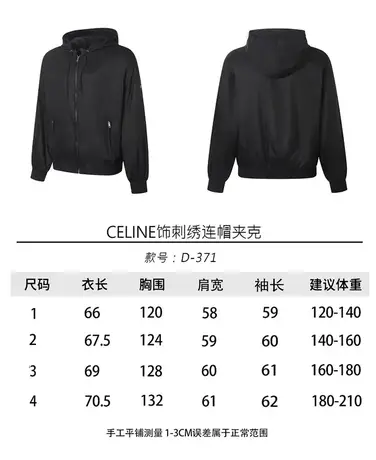 CELINE饰刺绣连帽夹克
款号：D-371
尺码 衣长 胸围 肩宽 袖长 建议体重
1 66 120 58 59 120-140
2 67.5 124 59 60 140-160
3 69 128 60 61 160-180
4 70.5 132 61 62 180-210
手工平铺测量 1-3CM误差属于正常范围